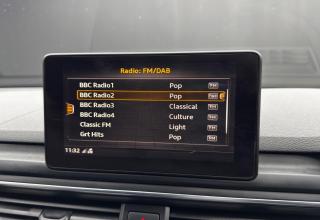 Radio: FM/DAB
BBC Radio1 Pop FM
BBC Radio2 Pop FM
BBC Radio3 Classical FM
BBC Radio4 Culture FM
Classic FM Light FM
Grt Hits Pop FM
11:32